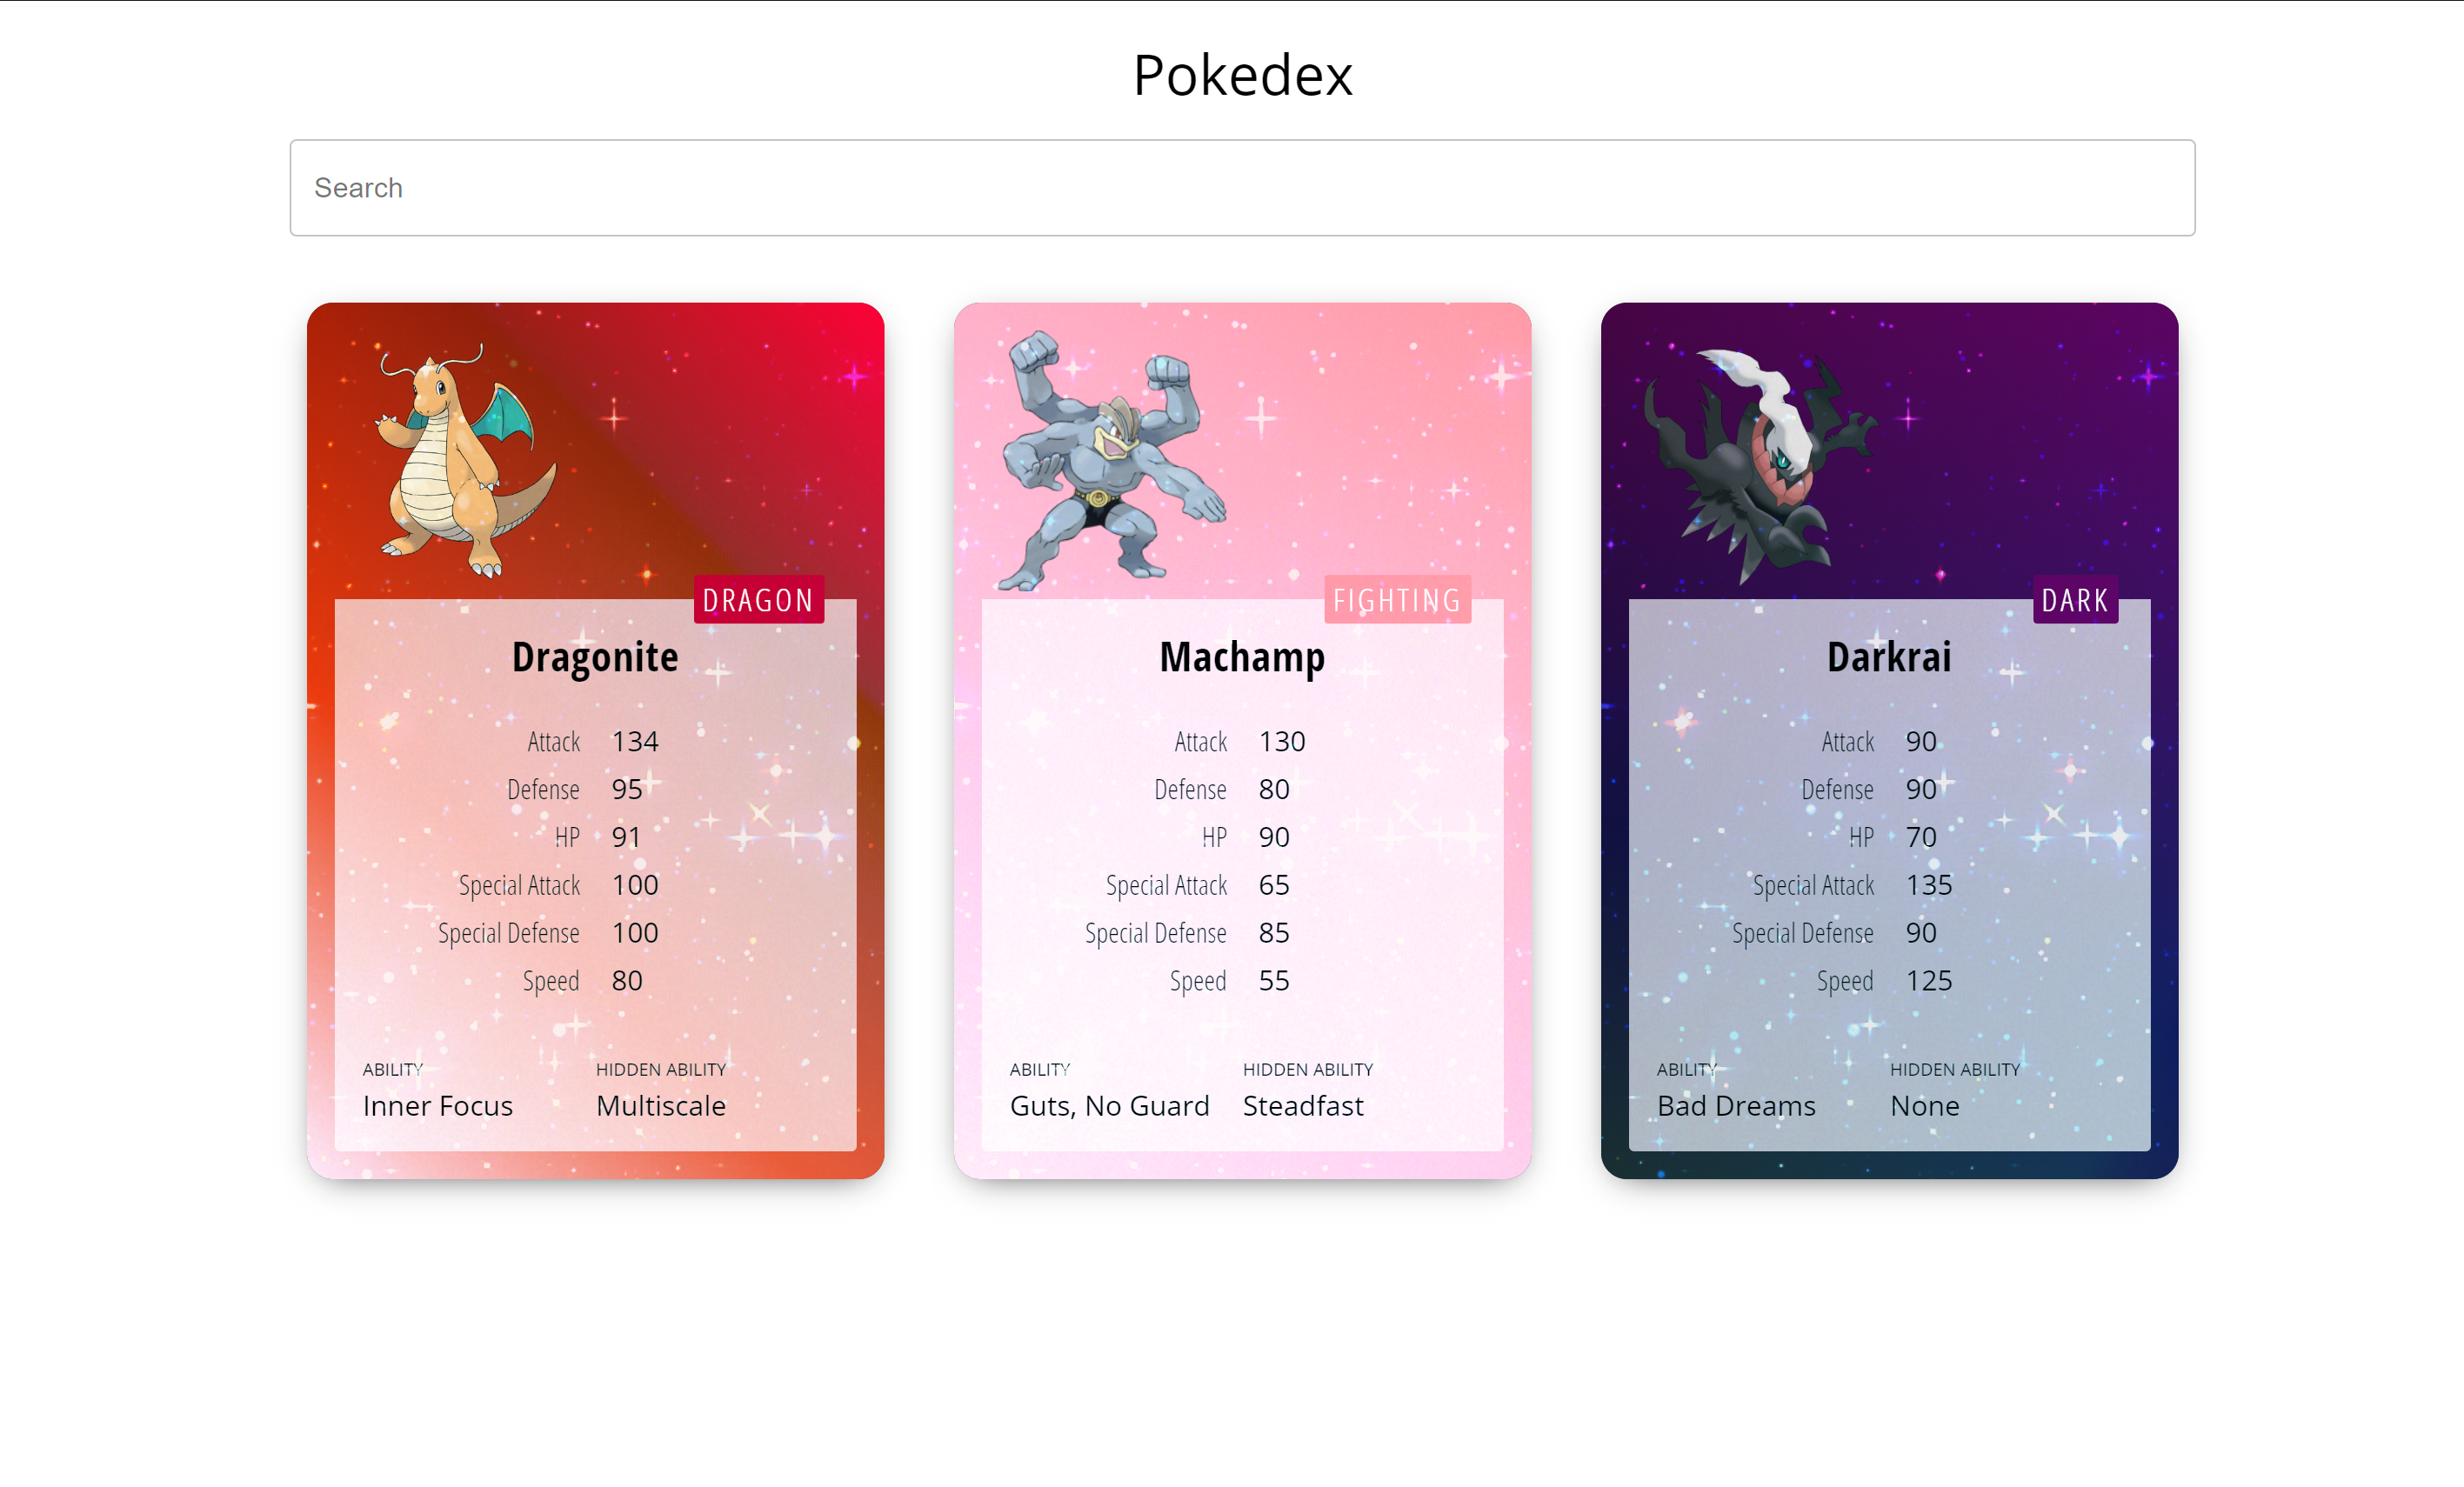 Pokedex
Search
DRAGON
Dragonite
Attack 134
Defense 95
HP 91
Special Attack 100
Special Defense 100
Speed 80
ABILITY HIDDEN ABILITY
Inner Focus Multiscale
FIGHTING
Machamp
Attack 130
Defense 80
HP 90
Special Attack 65
Special Defense 85
Speed 55
ABILITY HIDDEN ABILITY
Guts, No Guard Steadfast
DARK
Darkrai
Attack 90
Defense 90
HP 70
Special Attack 135
Special Defense 90
Speed 125
ABILITY HIDDEN ABILITY
Bad Dreams None